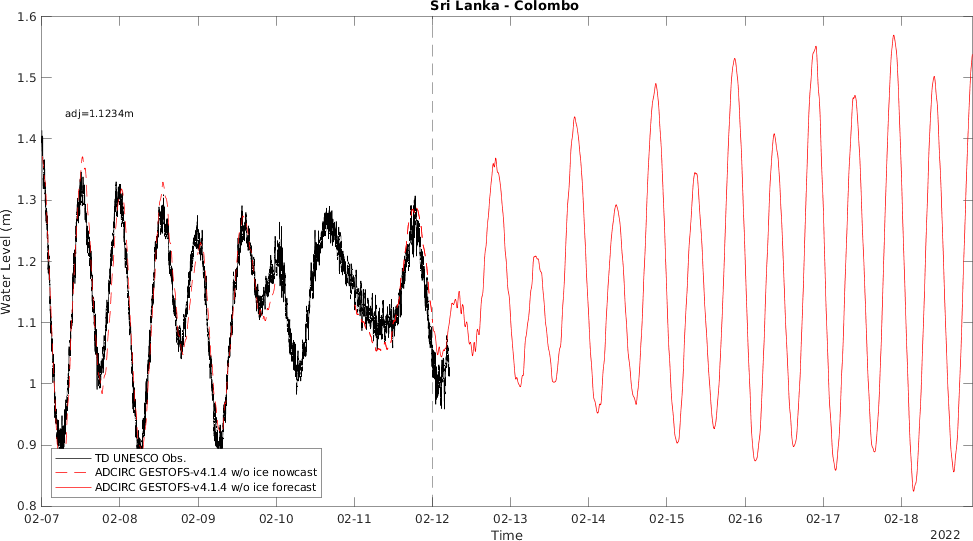 Sri Lanka - Colombo
adj=1.1234m
Water Level (m)
1.6
1.5
1.4
1.3
1.2
1.1
1
0.9
0.8
TD UNESCO Obs.
ADCIRC GESTOFS-v4.1.4 w/o ice nowcast
ADCIRC GESTOFS-v4.1.4 w/o ice forecast
02-07 02-08 02-09 02-10 02-11 02-12 02-13 02-14 02-15 02-16 02-17 02-18
Time
2022